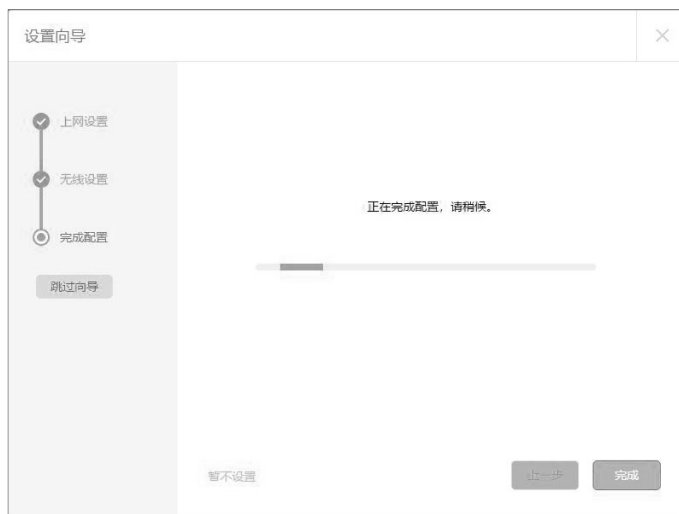 设置向导
上网设置
无线设置
完成配置
跳过向导
正在完成配置，请稍候。
暂不设置
上一步
完成